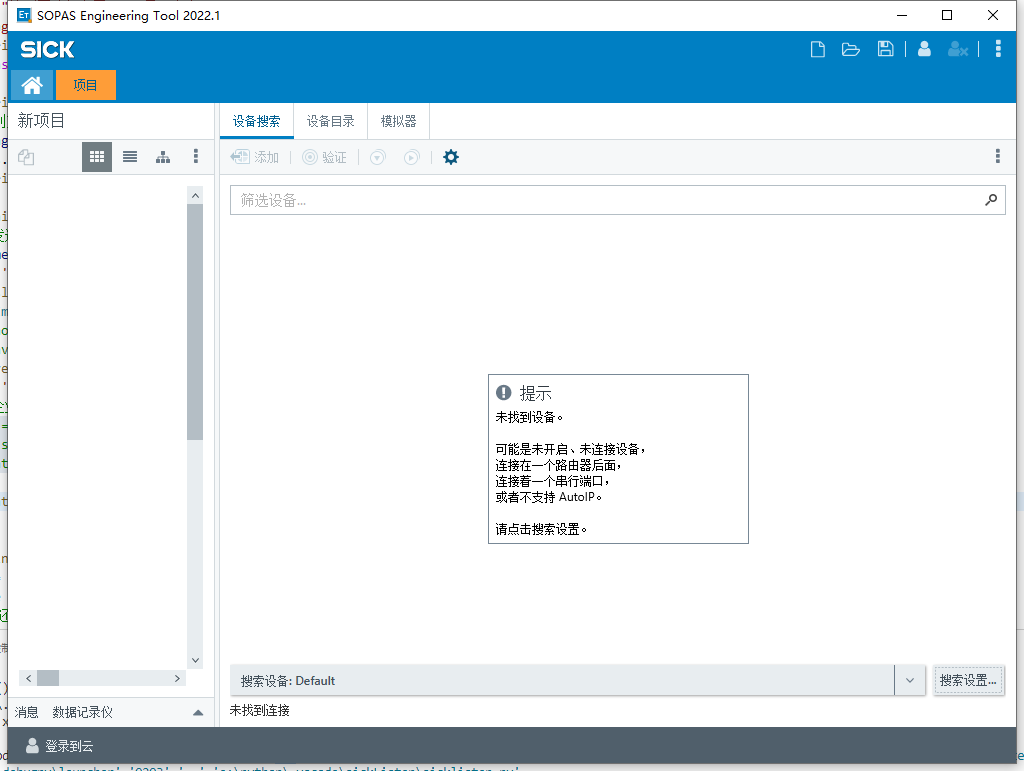 SOPAS Engineering Tool 2022.1
SICK
项目
新项目
设备搜索 设备目录 模拟器
添加 验证
筛选设备...
提示
未找到设备。
可能是未开启、未连接设备，
连接在一个路由器后面，
连接着一个串行端口，
或者不支持 AutoIP。
请点击搜索设置。
搜索设备: Default
搜索设置...
未找到连接
消息 数据记录仪
登录到云